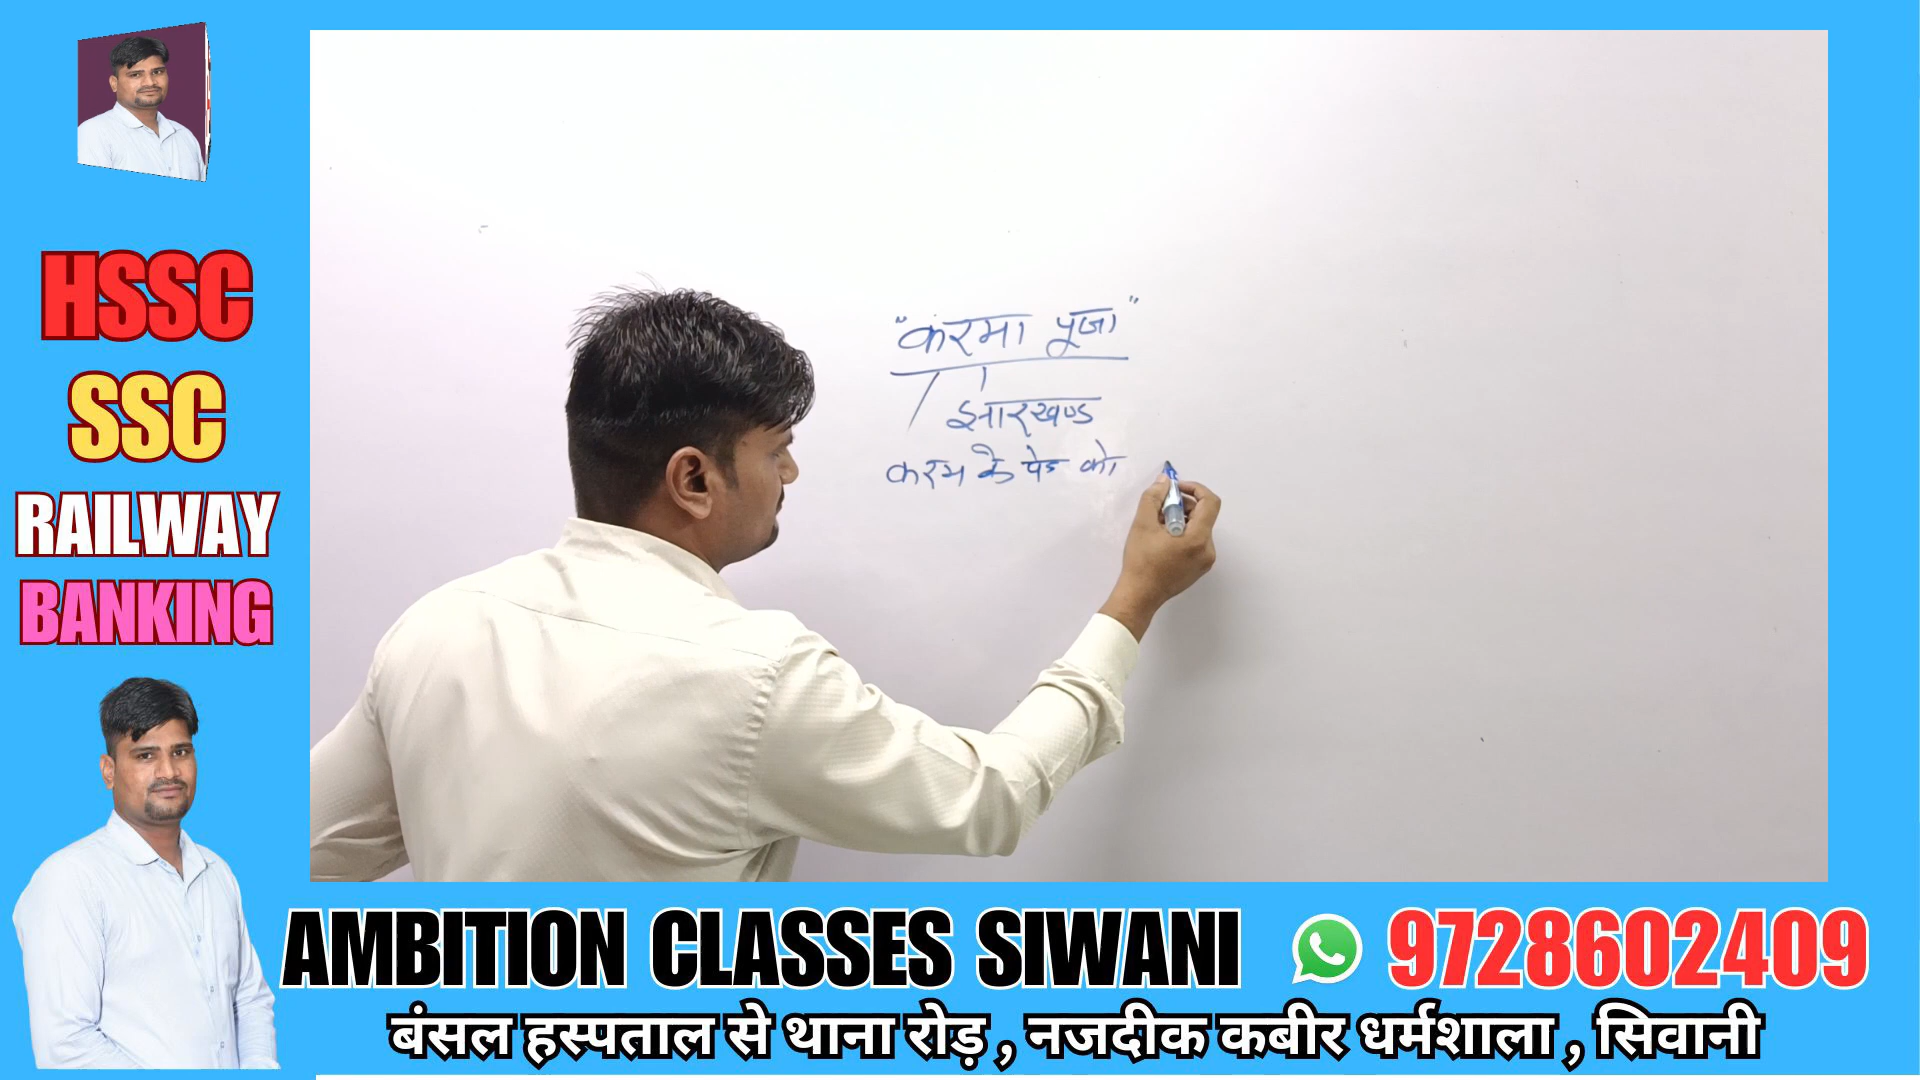 HSSC
SSC
RAILWAY
BANKING
"करमा पूजा"
झारखण्ड
करम के पेड को
AMBITION CLASSES SIWANI 9728602409
बंसल हस्पताल से थाना रोड़ , नजदीक कबीर धर्मशाला , सिवानी